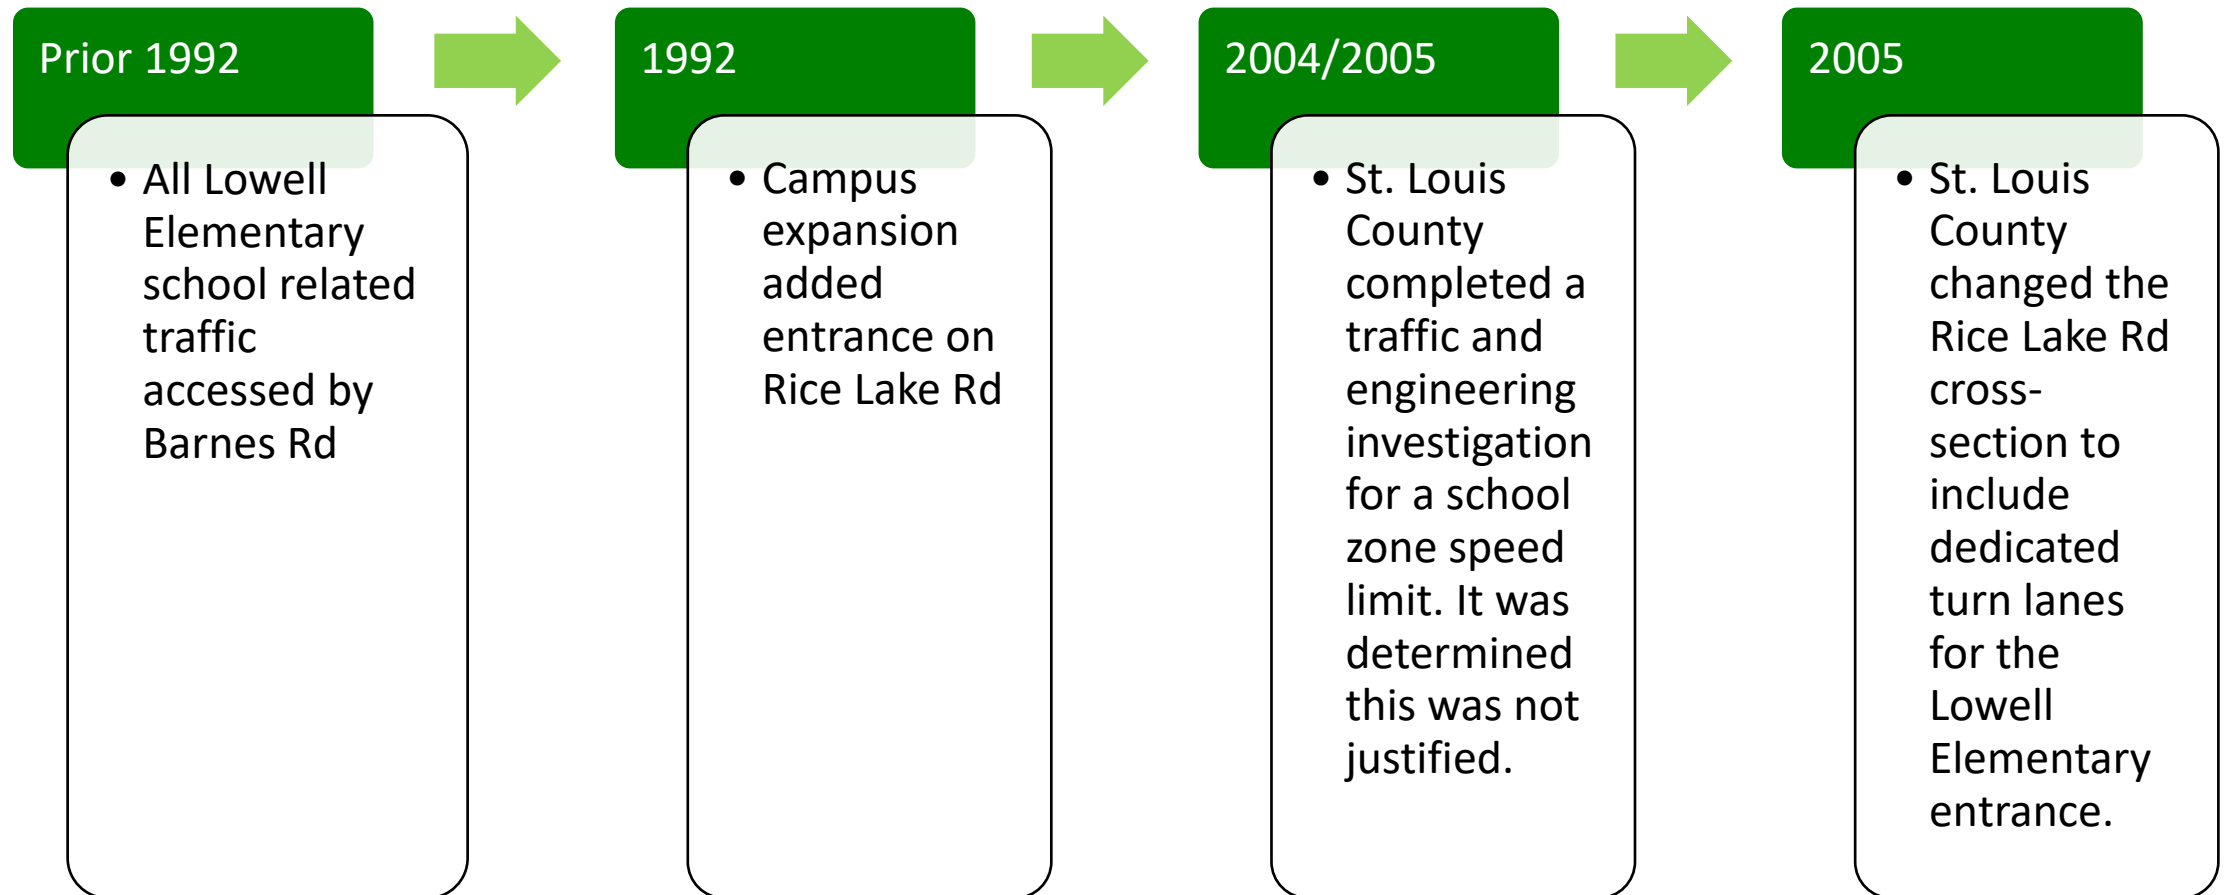 Prior 1992
• All Lowell
Elementary
school related
traffic
accessed by
Barnes Rd
1992
• Campus
expansion
added
entrance on
Rice Lake Rd
2004/2005
• St. Louis
County
completed a
traffic and
engineering
investigation
for a school
zone speed
limit. It was
determined
this was not
justified.
2005
• St. Louis
County
changed the
Rice Lake Rd
cross-
section to
include
dedicated
turn lanes
for the
Lowell
Elementary
entrance.